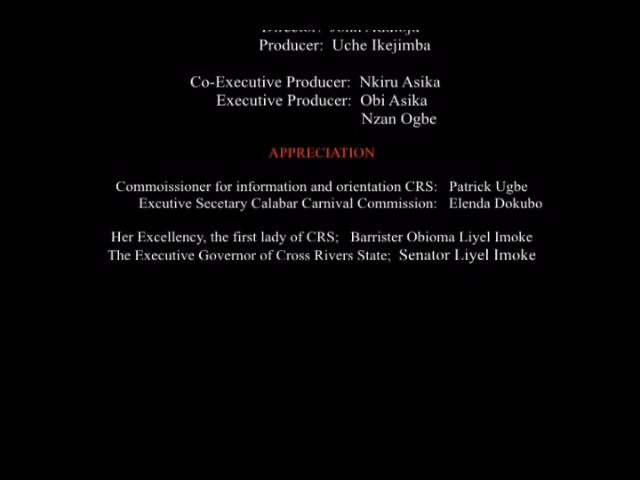 Producer: Uche Ikejimba
Co-Executive Producer: Nkiru Asika
Executive Producer: Obi Asika
Nzan Ogbe
APPRECIATION
Commoissioner for information and orientation CRS: Patrick Ugbe
Excutive Secetary Calabar Carnival Commission: Elenda Dokubo
Her Excellency, the first lady of CRS; Barrister Obioma Liyel Imoke
The Executive Governor of Cross Rivers State; Senator Liyel Imoke